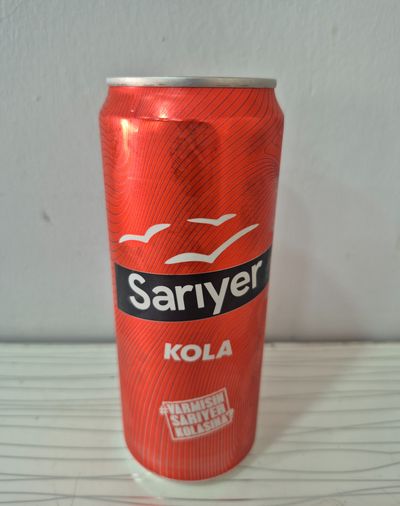 Sarıyer
KOLA
#VARMISIN
SARIYER
KOLASINA?